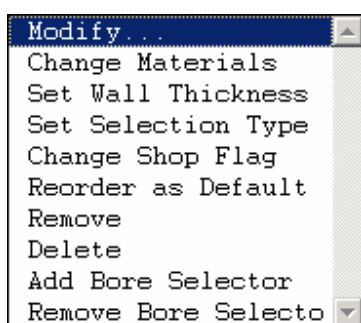 Modify...
Change Materials
Set Wall Thickness
Set Selection Type
Change Shop Flag
Reorder as Default
Remove
Delete
Add Bore Selector
Remove Bore Selecto